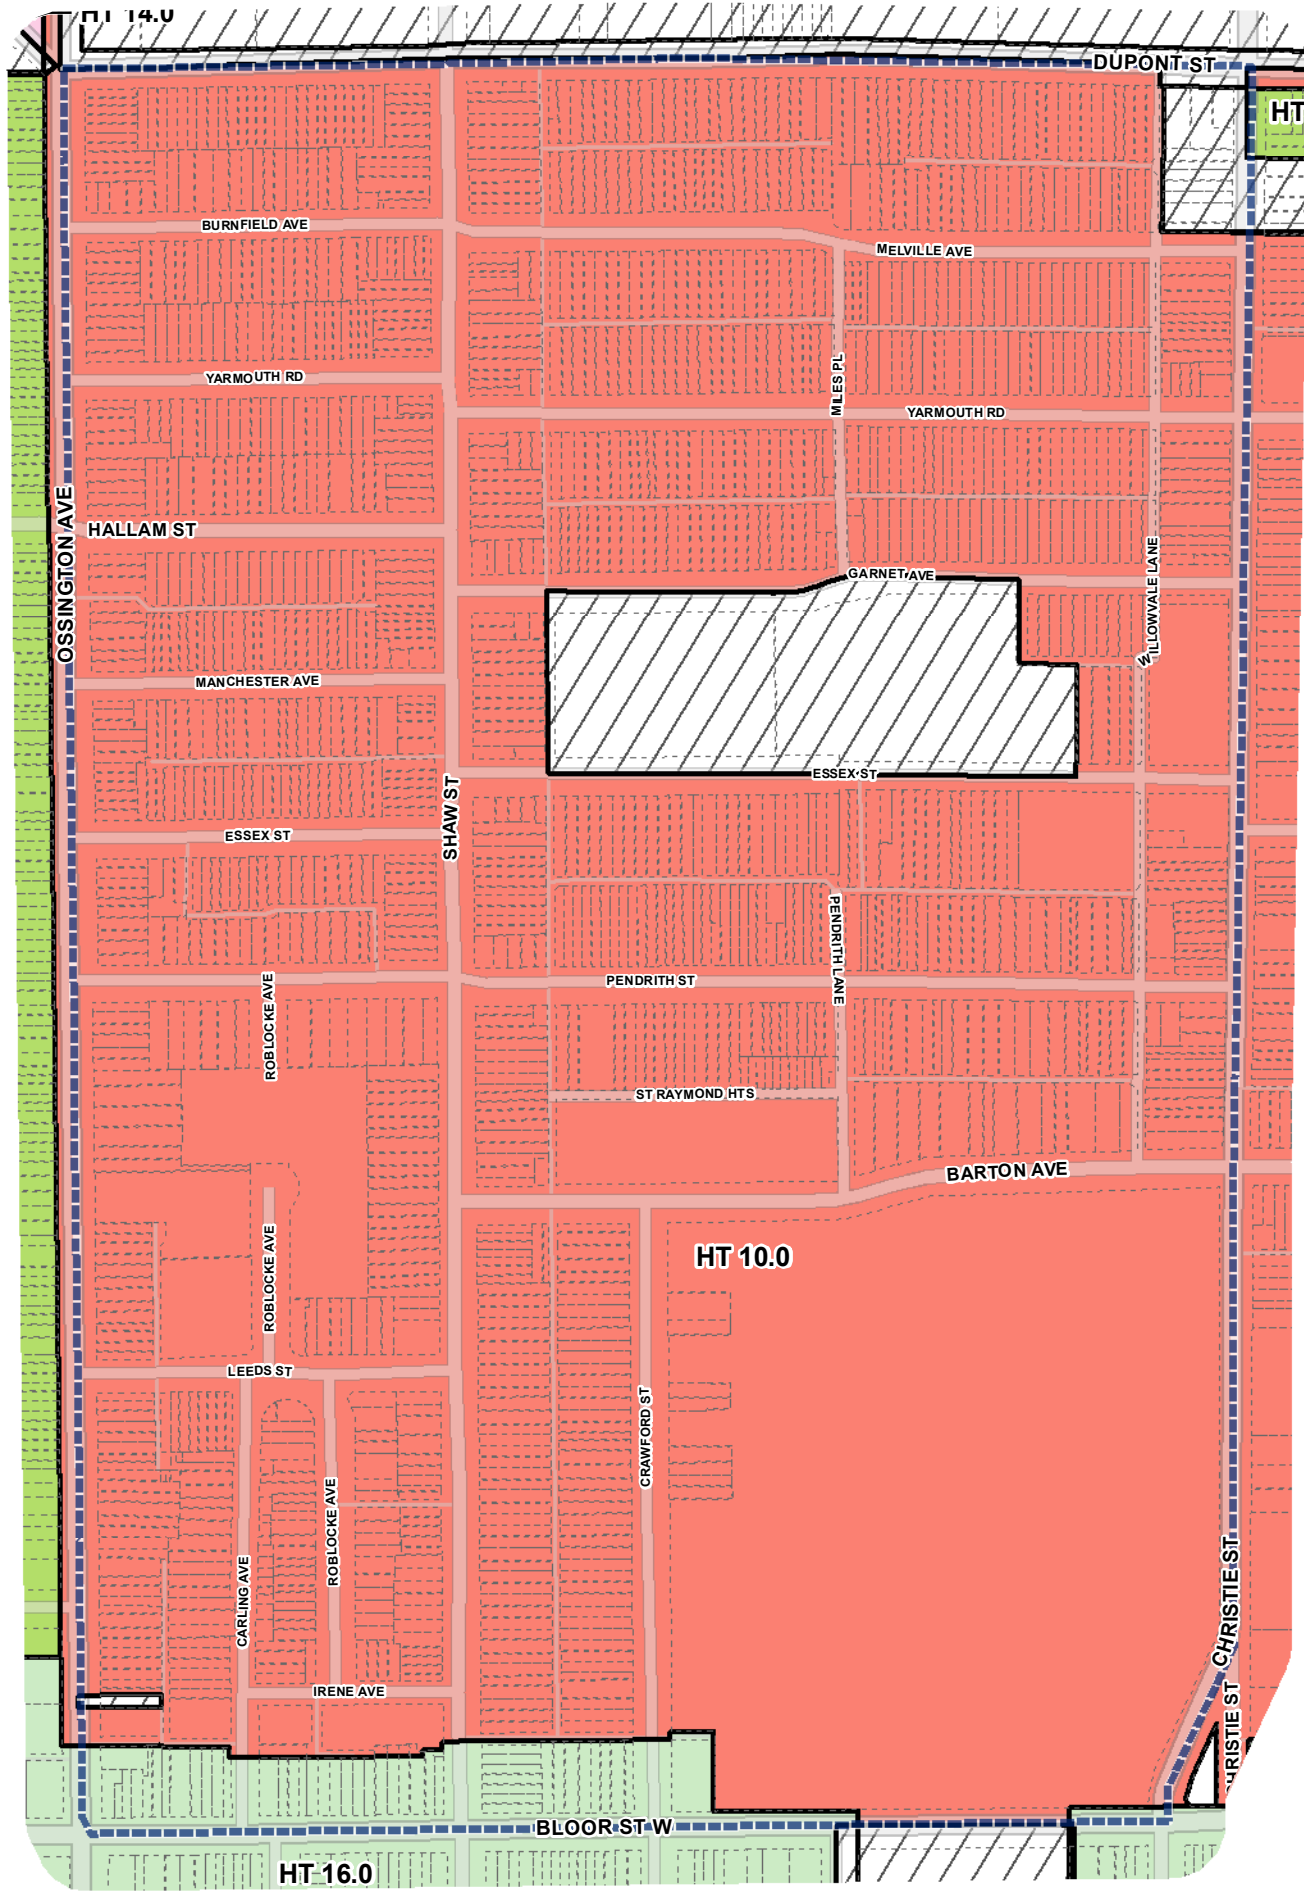 HT 14.0
DUPONT ST
HT
BURNFIELD AVE
MELVILLE AVE
YARMOUTH RD
MILES PL
YARMOUTH RD
OSSINGTON AVE
HALLAM ST
GARNET AVE
WILLOWVALE LANE
MANCHESTER AVE
ESSEX ST
SHAW ST
ESSEX ST
PENDRITH LANE
ROBLOCKE AVE
PENDRITH ST
ST RAYMOND HTS
BARTON AVE
ROBLOCKE AVE
HT 10.0
LEEDS ST
CRAWFORD ST
ROBLOCKE AVE
CARLING AVE
CHRISTIE ST
IRENE AVE
HRISTIE ST
BLOOR ST W
HT 16.0